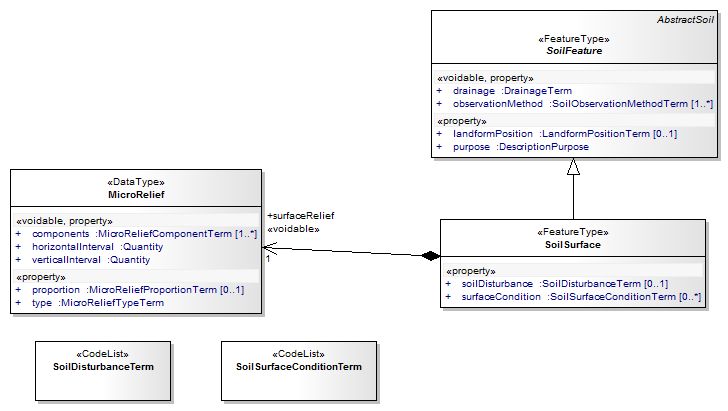 AbstractSoil
«FeatureType»
SoilFeature
«voidable, property»
+ drainage :DrainageTerm
+ observationMethod :SoilObservationMethodTerm [1..*]
«property»
+ landformPosition :LandformPositionTerm [0..1]
+ purpose :DescriptionPurpose
«DataType»
MicroRelief
«voidable, property»
+ components :MicroReliefComponentTerm [1..*]
+ horizontalInterval :Quantity
+ verticalInterval :Quantity
«property»
+ proportion :MicroReliefProportionTerm [0..1]
+ type :MicroReliefTypeTerm
+surfaceRelief
«voidable»
1
«FeatureType»
SoilSurface
«property»
+ soilDisturbance :SoilDisturbanceTerm [0..1]
+ surfaceCondition :SoilSurfaceConditionTerm [0..*]
«CodeList»
SoilDisturbanceTerm
«CodeList»
SoilSurfaceConditionTerm